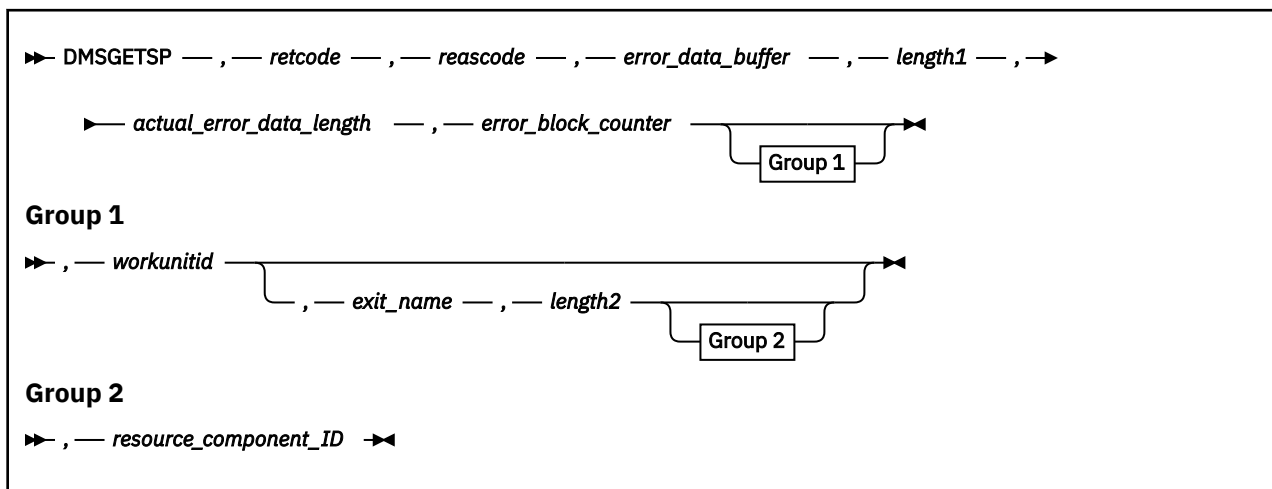 DMSGETSP , retcode , reascode , error_data_buffer , length1 ,
actual_error_data_length , error_block_counter
Group 1
Group 1
, workunitid
, exit_name , length2
Group 2
Group 2
, resource_component_ID